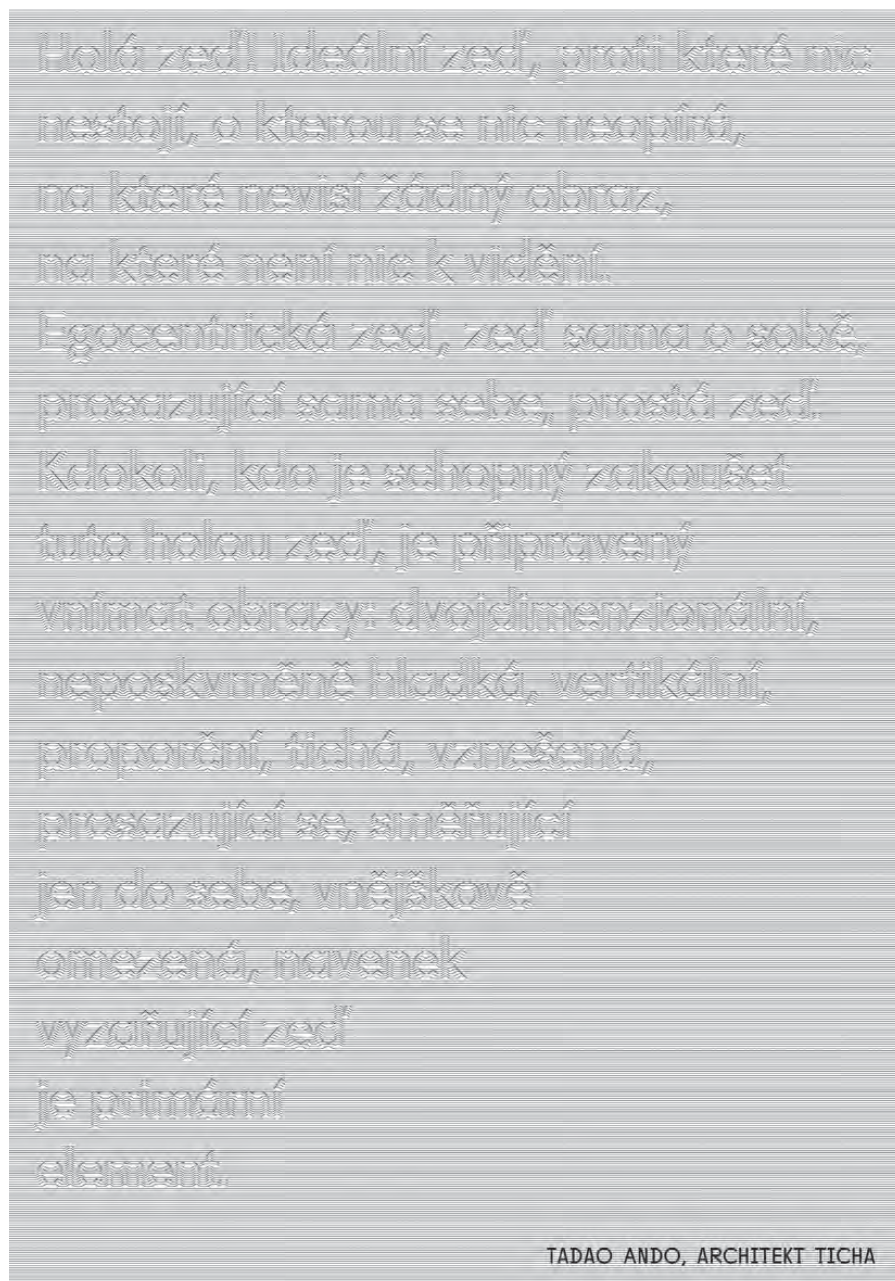 Holá zeď! Ideální zeď, proti které nic
nestojí, o kterou se nic neopírá,
na které nevisí žádný obraz,
na které není nic k vidění.
Egocentrická zeď, zeď sama o sobě,
prosazující sama sebe, prostá zeď.
Kdokoli, kdo je schopný zakoušet
tuto holou zeď, je připravený
vnímat obrazy: dvojdimenzionální,
neposkvrněně hladká, vertikální,
proporční, tichá, vznešená,
prosazující se, směřující
jen do sebe, vnějškově
omezená, navenek
vyzařující zeď
je primární
element.
TADAO ANDO, ARCHITEKT TICHA